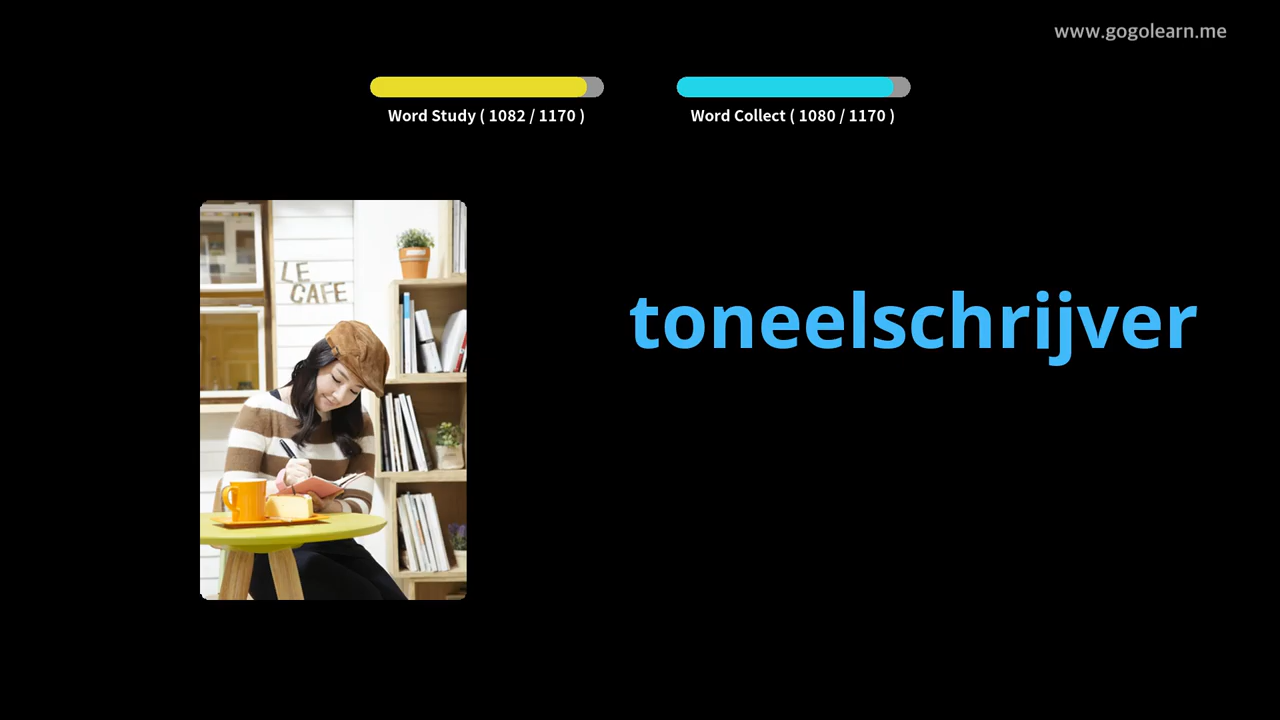 www.gogolearn.me
Word Study ( 1082 / 1170 )
Word Collect ( 1080 / 1170 )
LE
CAFE
toneelschrijver